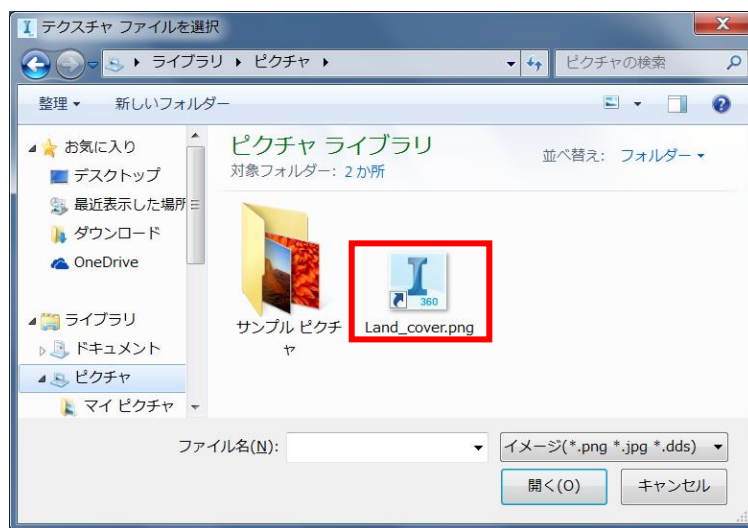 テクスチャ ファイルを選択
ライブラリ ピクチャ
ピクチャの検索
整理
新しいフォルダー
お気に入り
デスクトップ
最近表示した場所
ダウンロード
OneDrive
ライブラリ
ドキュメント
ピクチャ
マイ ピクチャ
ピクチャ ライブラリ
対象フォルダー: 2 か所
並べ替え: フォルダー
サンプル ピクチ
ャ
360
Land_cover.png
ファイル名(N):
イメージ(*.png *.jpg *.dds)
開く(O)
キャンセル